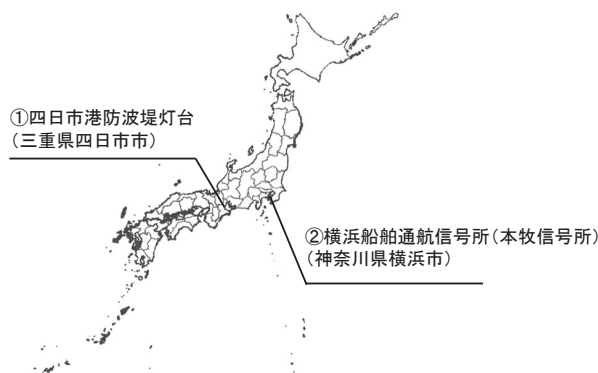 ①四日市港防波堤灯台
（三重県四日市市）
②横浜船舶通航信号所（本牧信号所）
（神奈川県横浜市）